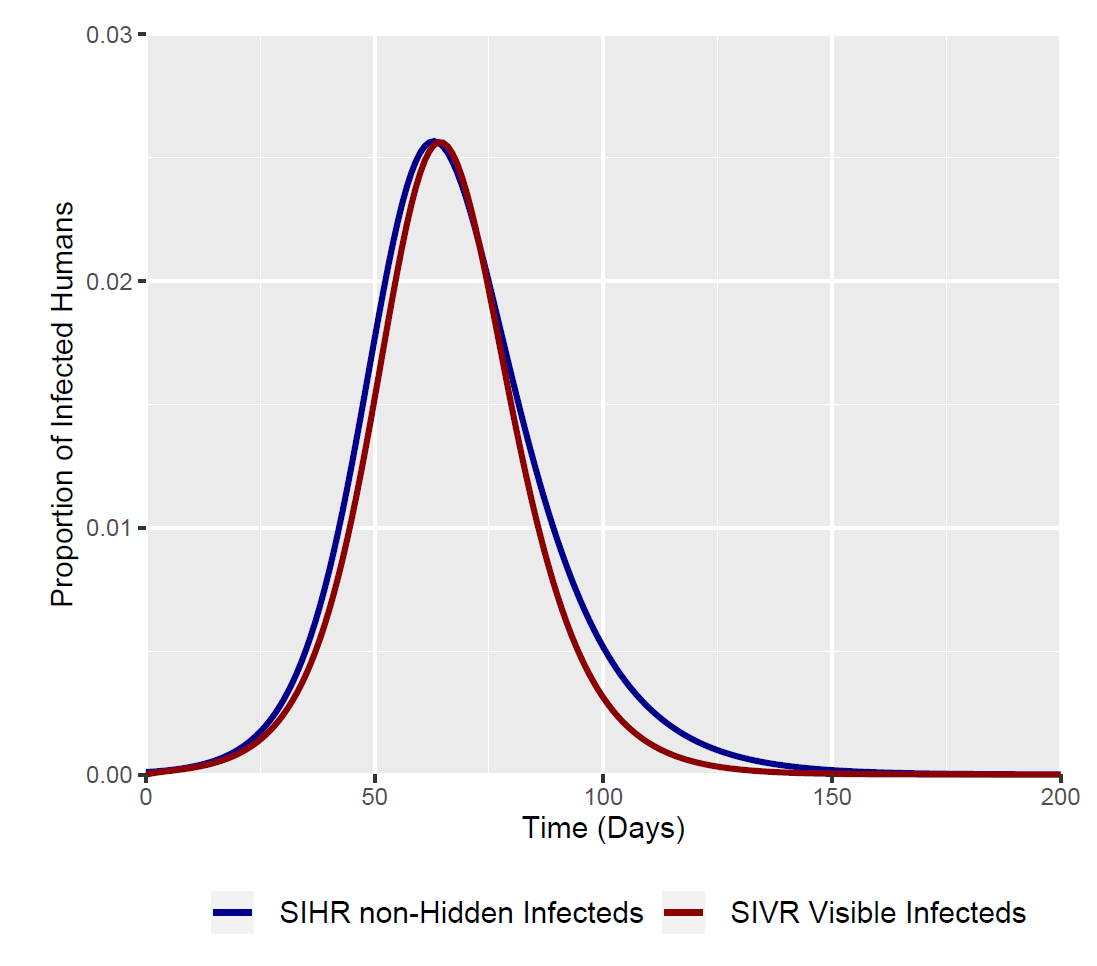 0.03
0.02
0.01
0.00
Proportion of Infected Humans
0 50 100 150 200
Time (Days)
SIHR non-Hidden Infecteds SIVR Visible Infecteds